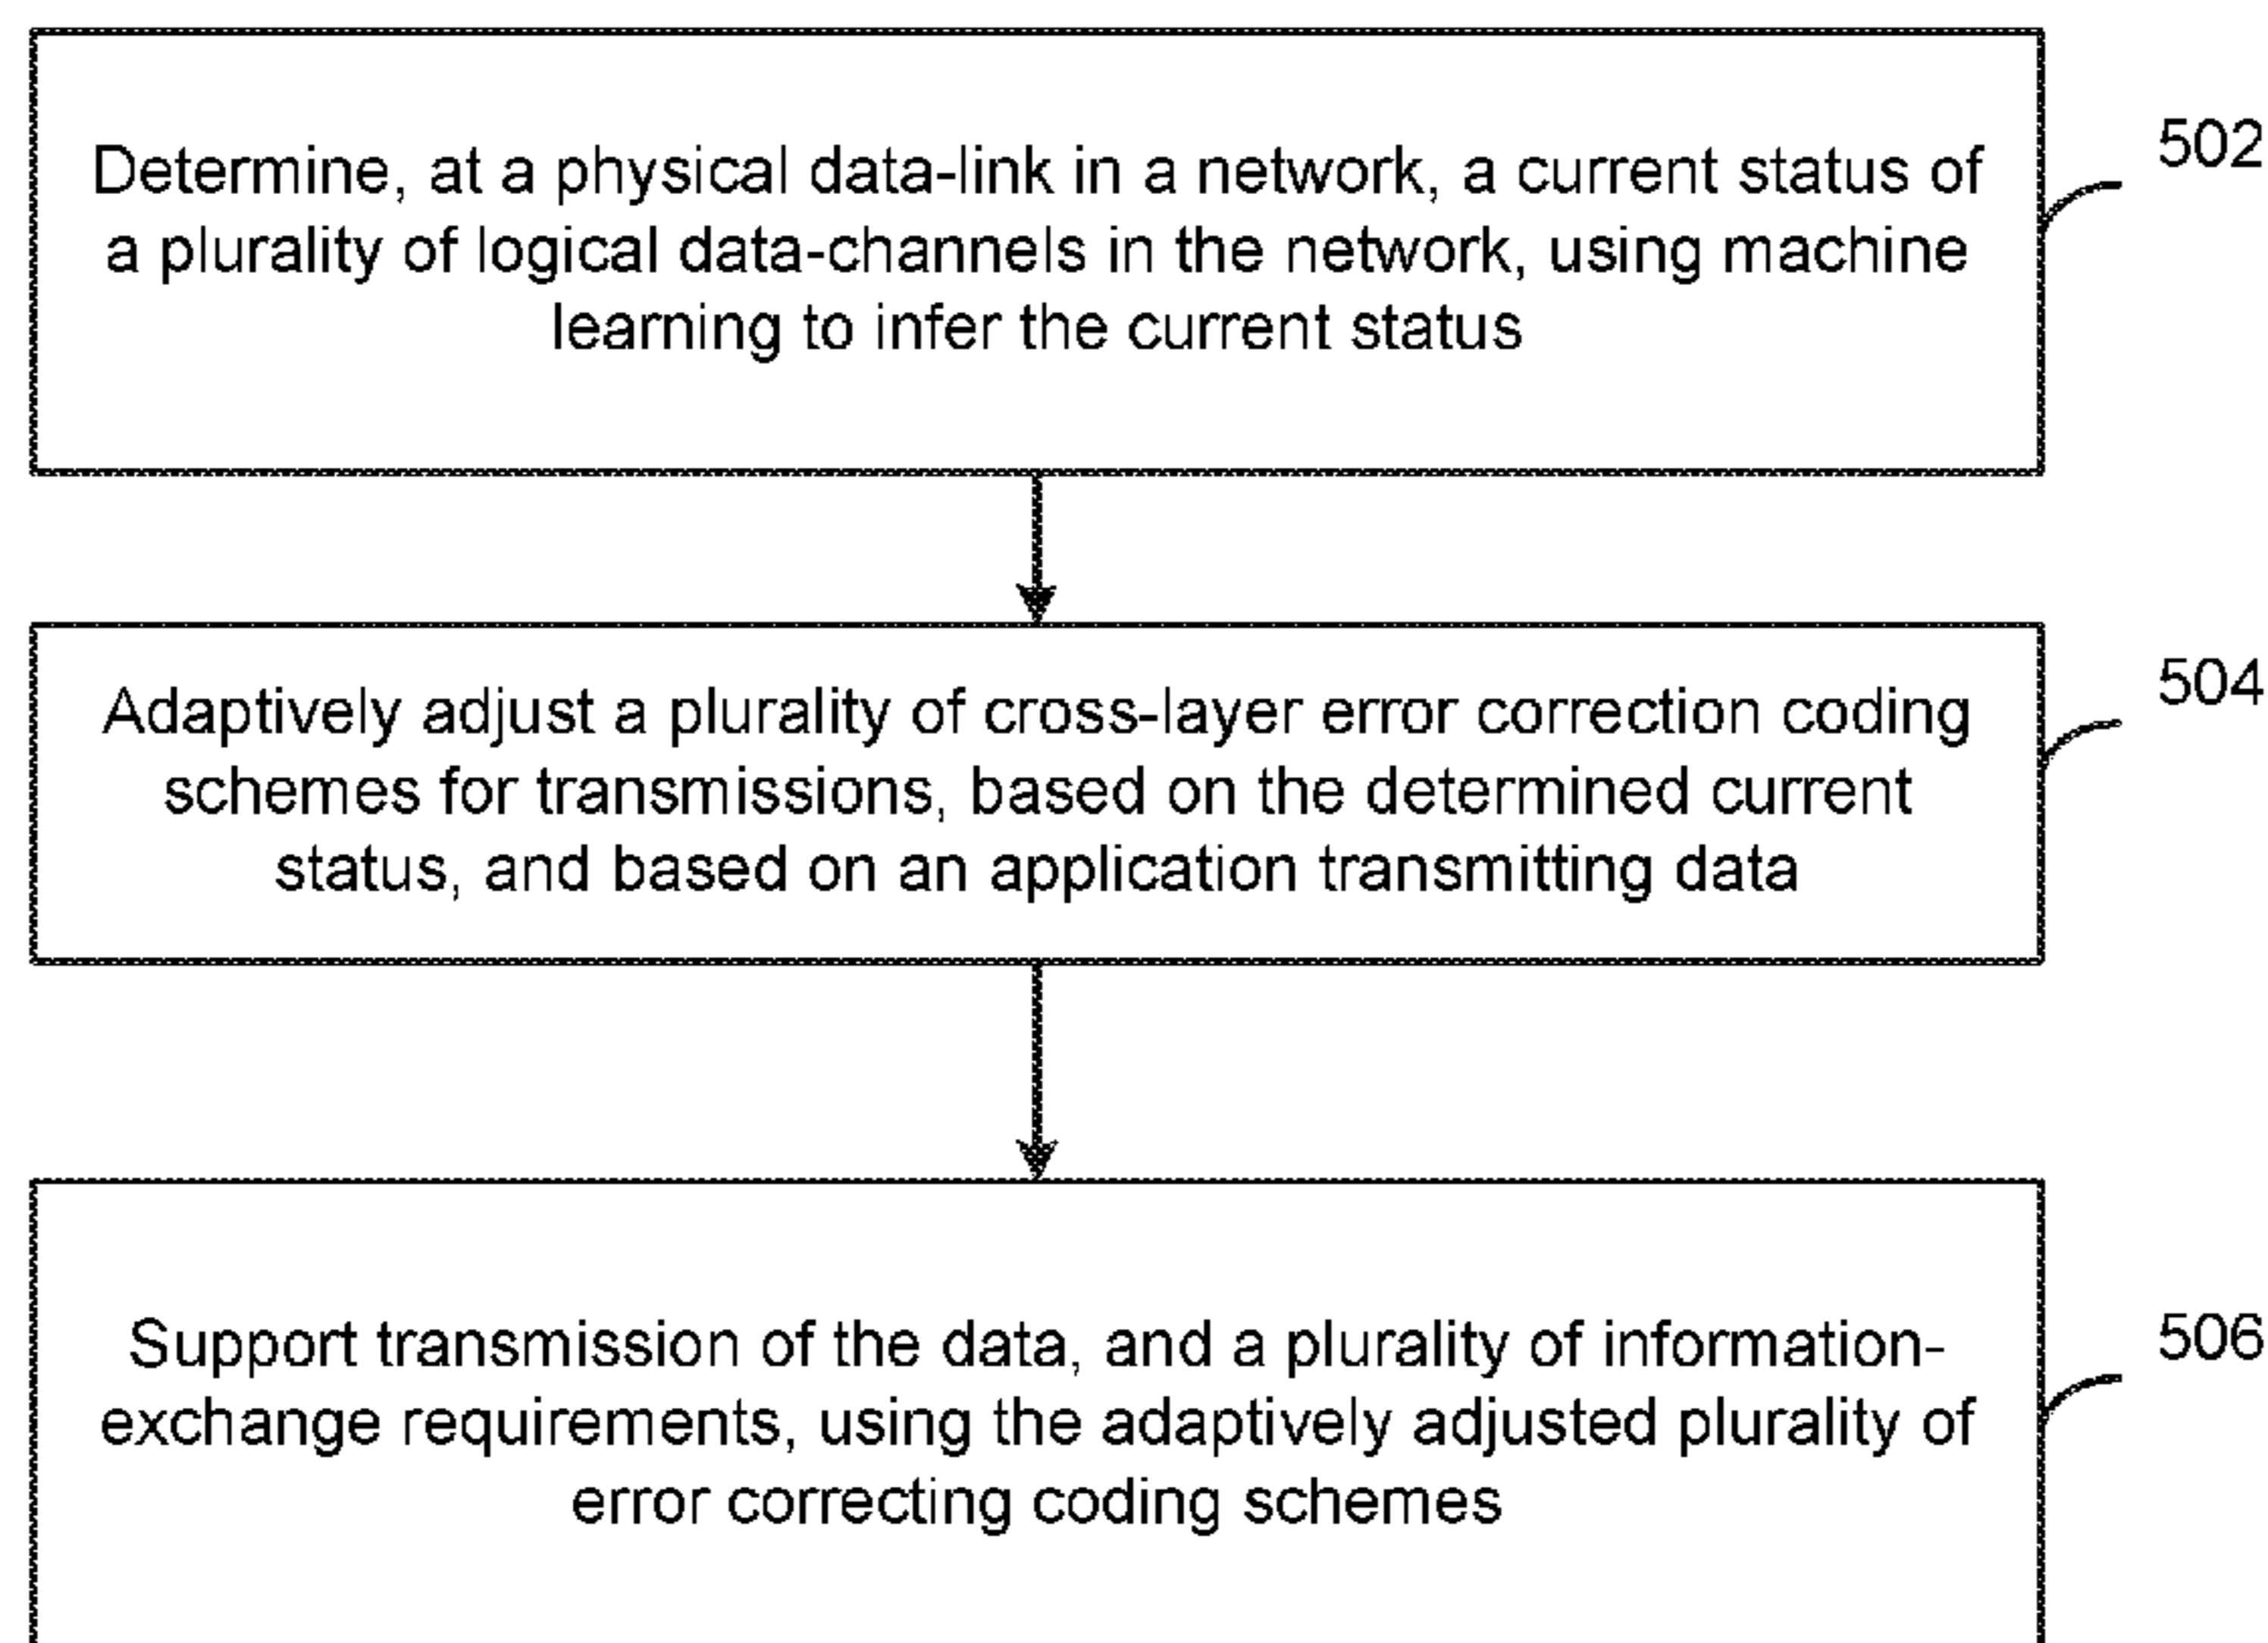 Determine, at a physical data-link in a network, a current status of
a plurality of logical data-channels in the network, using machine
learning to infer the current status
502
Adaptively adjust a plurality of cross-layer error correction coding
schemes for transmissions, based on the determined current
status, and based on an application transmitting data
504
Support transmission of the data, and a plurality of information-
exchange requirements, using the adaptively adjusted plurality of
error correcting coding schemes
506